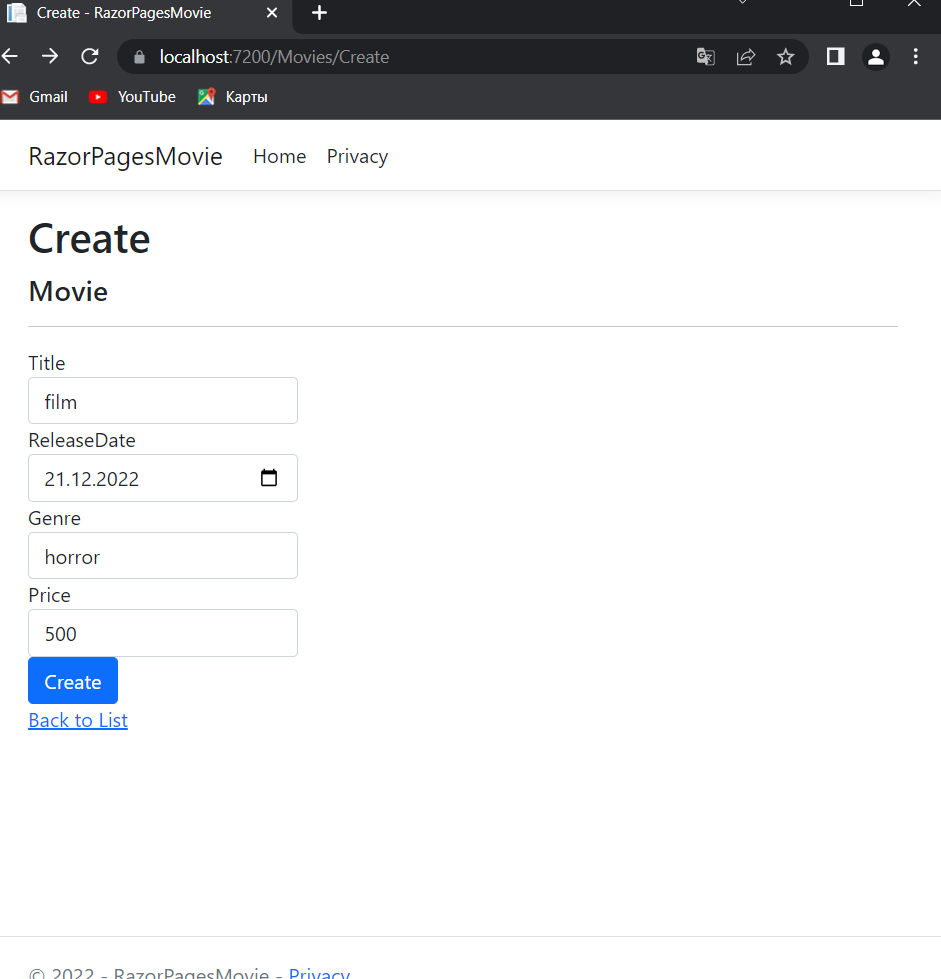 Create - RazorPagesMovie
localhost:7200/Movies/Create
Gmail YouTube Карты
RazorPagesMovie Home Privacy
Create
Movie
Title
film
ReleaseDate
21.12.2022
Genre
horror
Price
500
Create
Back to List
© 2022 - RazorPagesMovie - Privacy